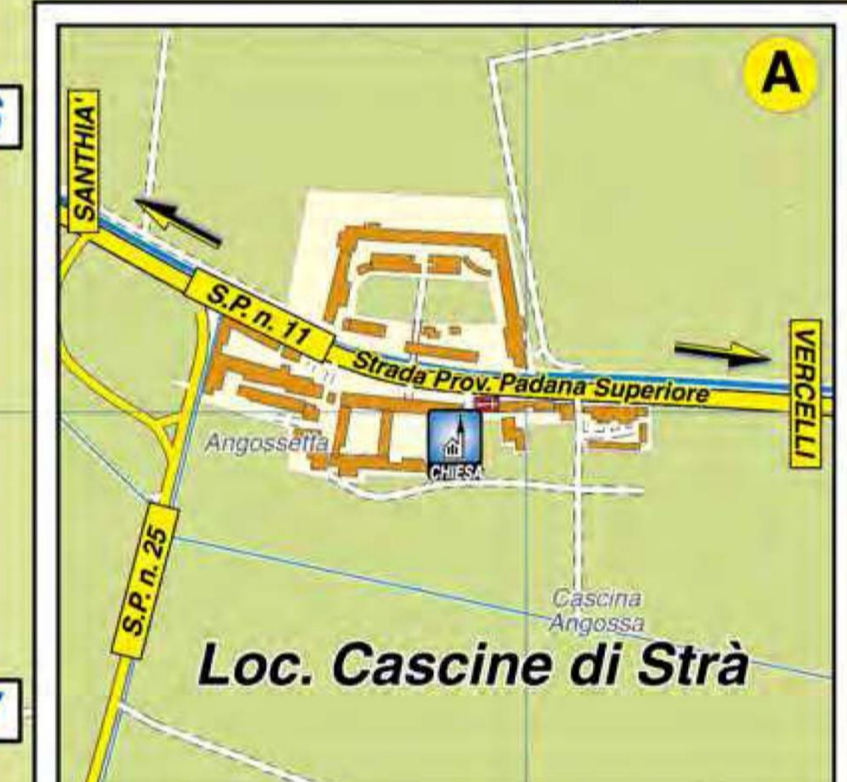 A
SANTHIA'
S.P. n. 11
Strada Prov. Padana Superiore
VERCELLI
Angossetta
CHIESA
S.P. n. 25
Cascina
Angossa
Loc. Cascine di Strà